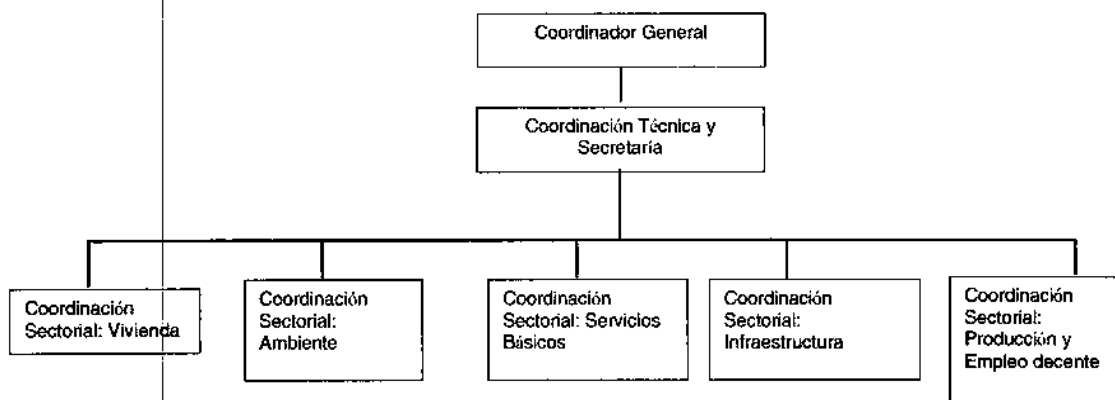 Coordinador General
Coordinación Técnica y
Secretaría
Coordinación
Sectorial: Vivienda
Coordinación
Sectorial:
Ambiente
Coordinación
Sectorial: Servicios
Básicos
Coordinación
Sectorial:
Infraestructura
Coordinación
Sectorial:
Producción y
Empleo decente